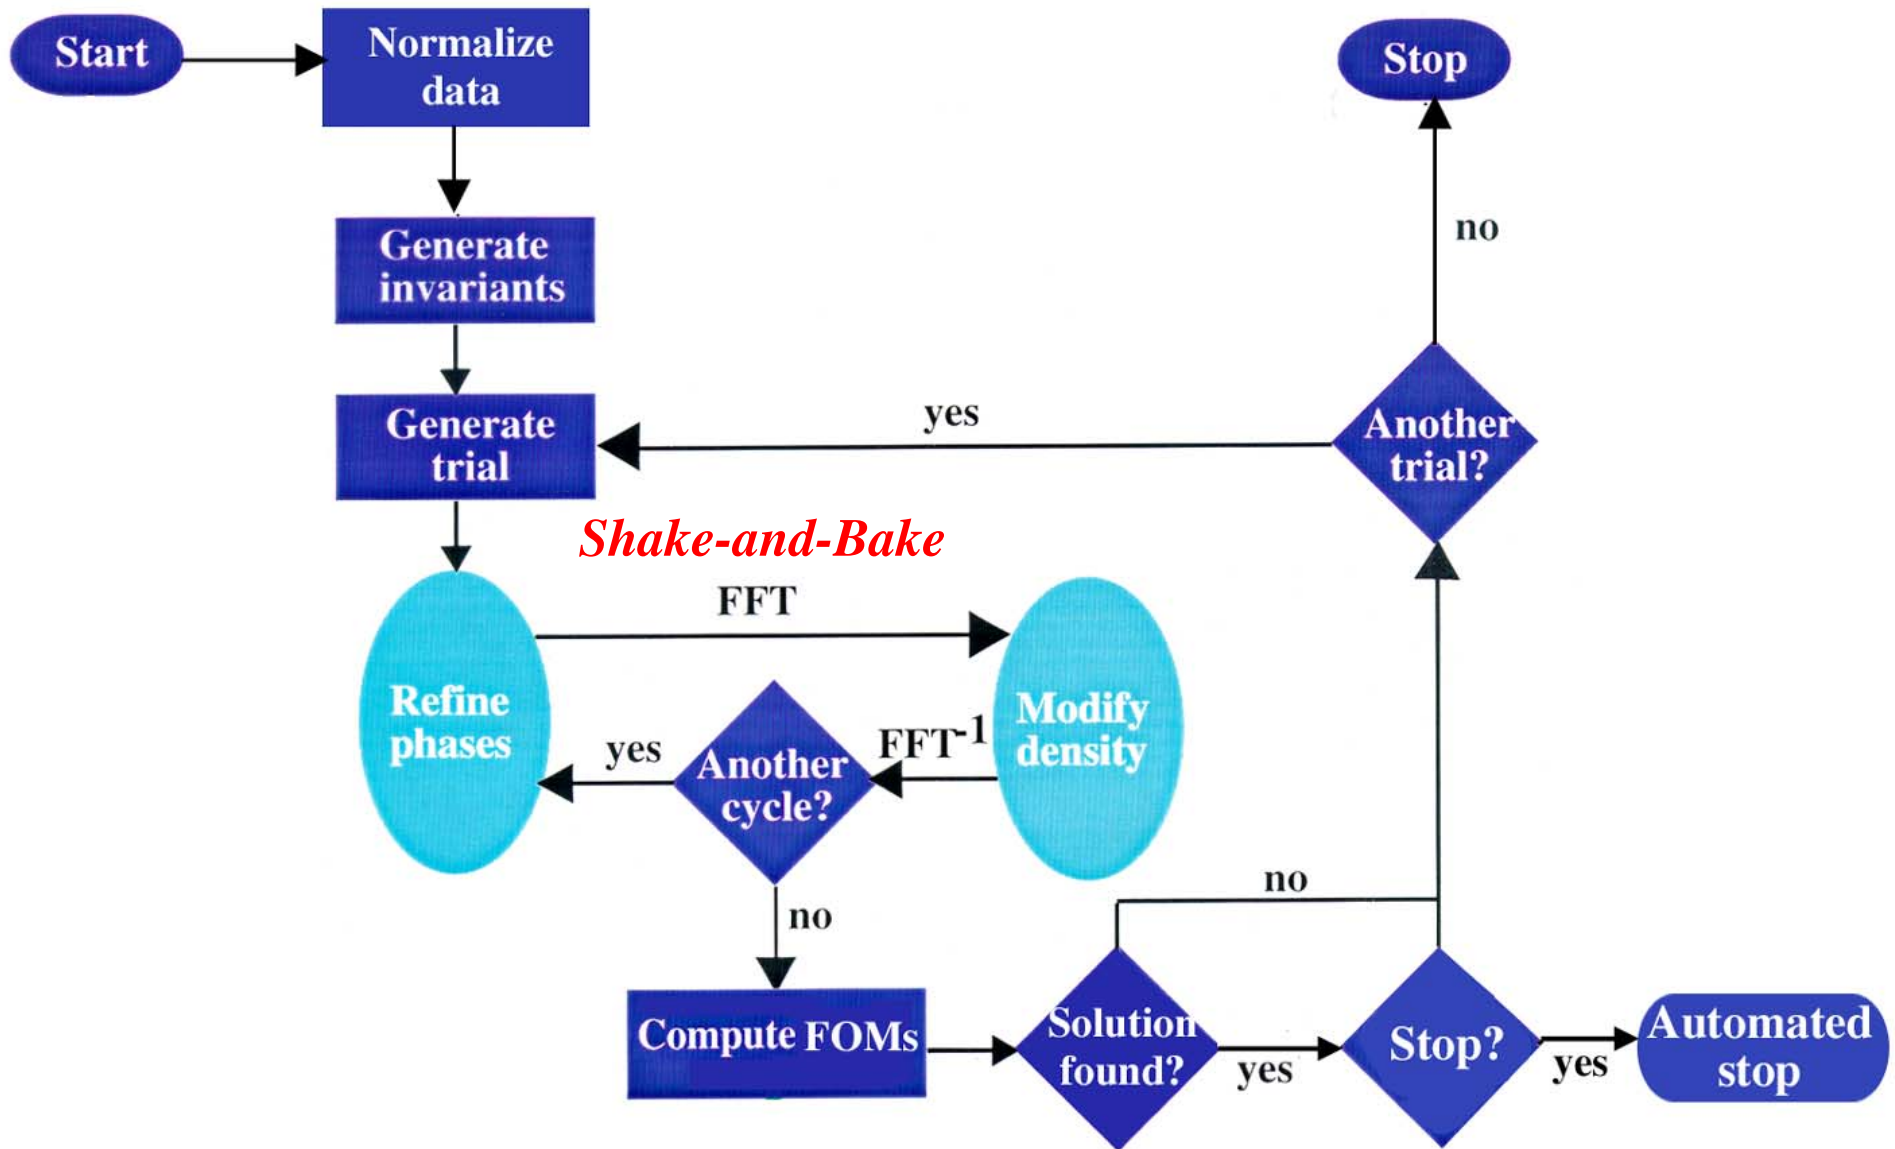 Start
Normalize
data
Stop
no
Generate
invariants
Generate
trial
yes
Another
trial?
Shake-and-Bake
FFT
Refine
phases
yes
Another
cycle?
FFT-1
Modify
density
no
no
Compute FOMs
Solution
found?
yes
Stop?
yes
Automated
stop